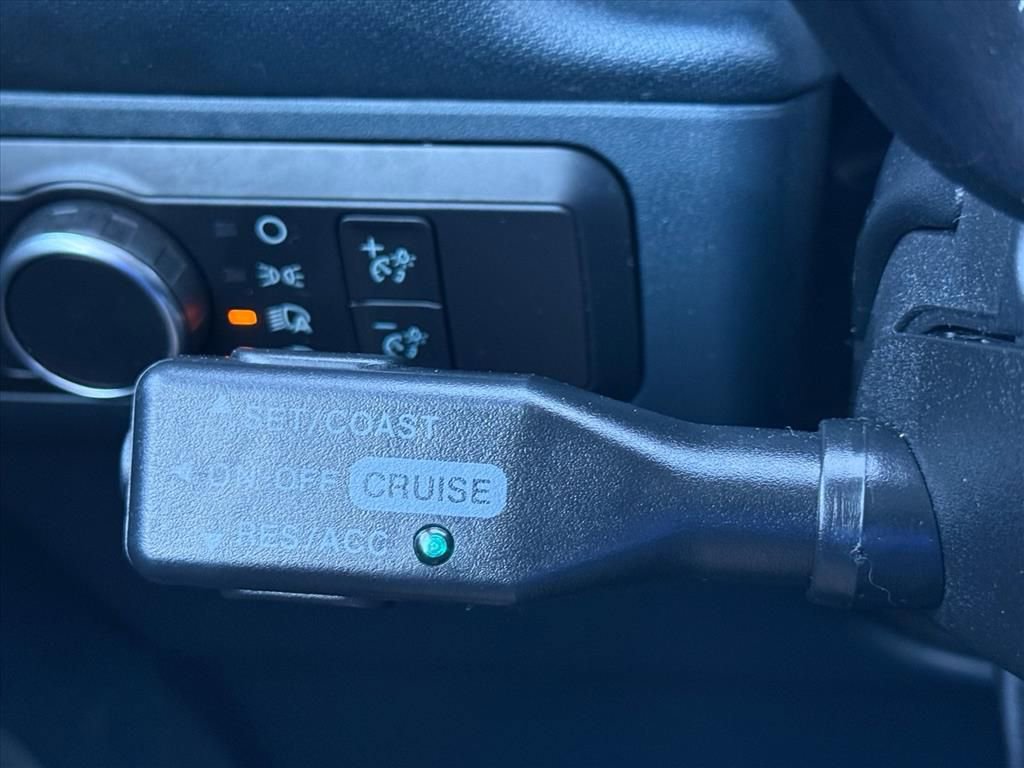 SET/COAST
ON OFF CRUISE
RES/ACC